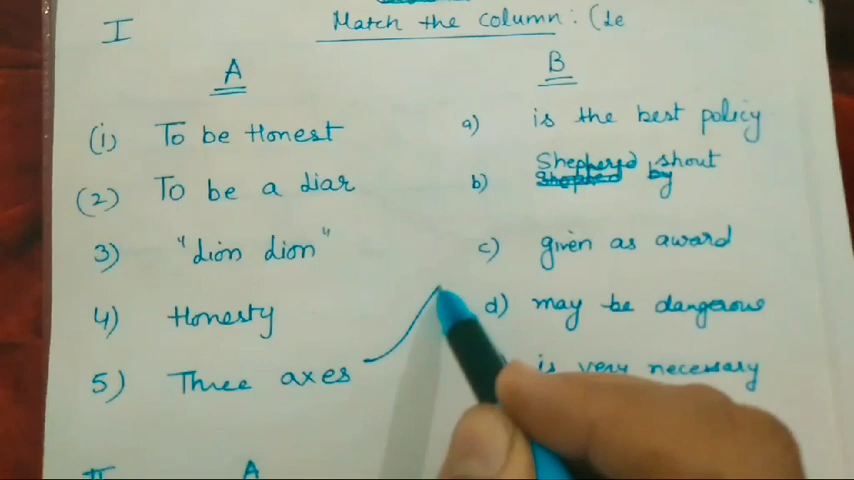 I Match the column: (Le
A B
(1) To be Honest a) is the best policy
(2) To be a Liar b) Shepherd shout by
3) "Lion Lion" c) given as award
4) Honesty d) may be dangerous
5) Three axes is very necessary
II A